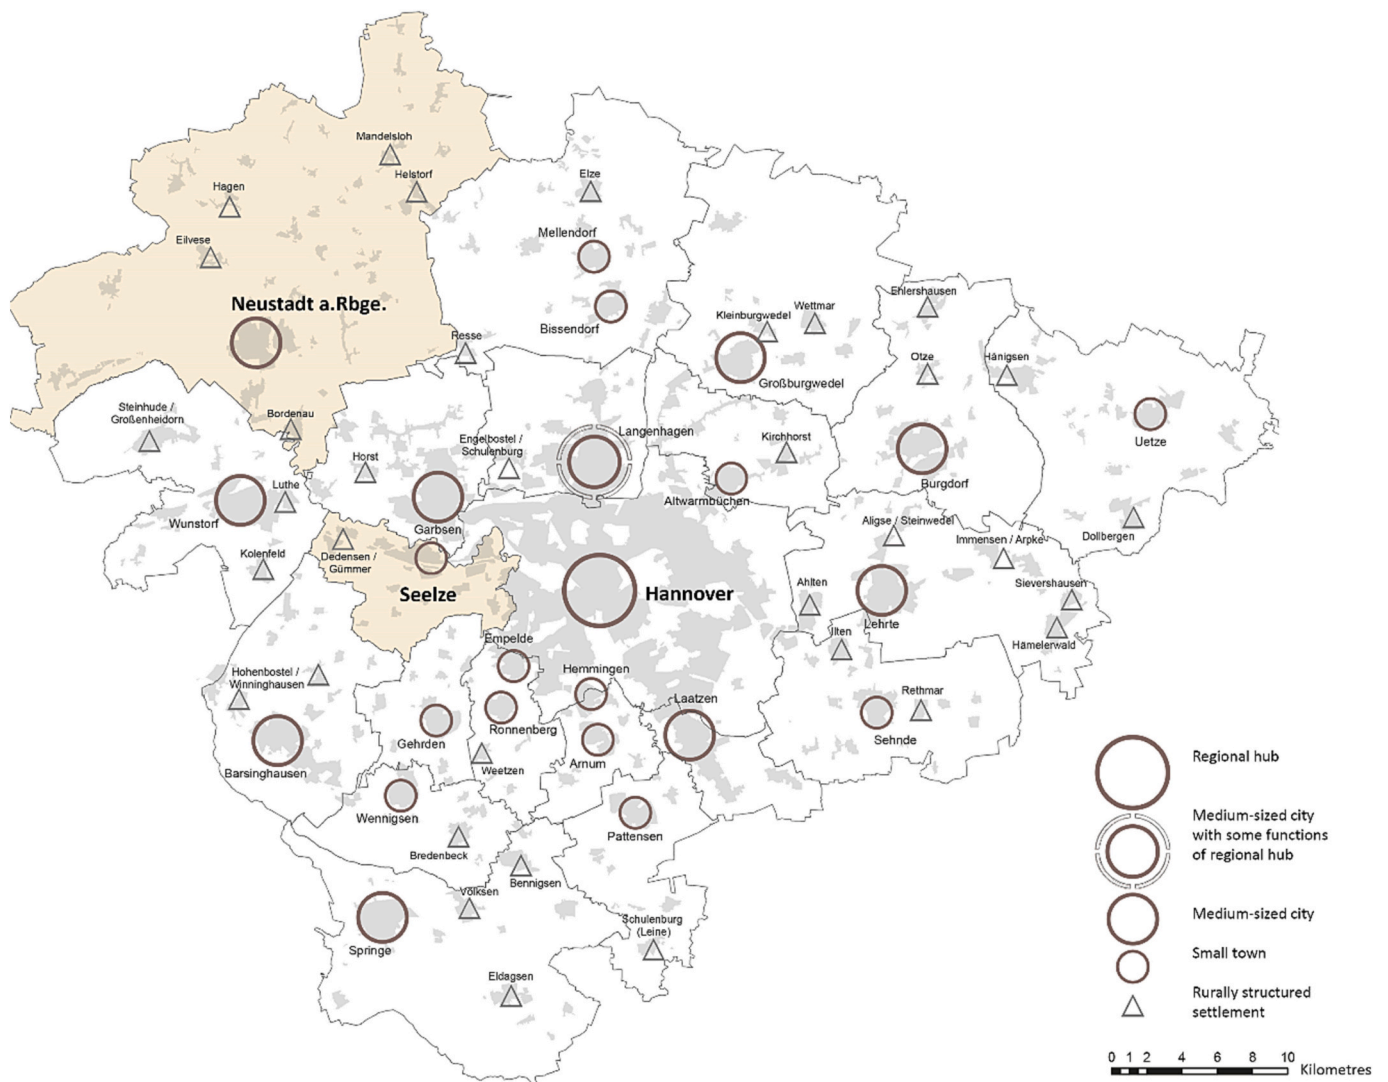 Mandelsloh
Helstorf
Elze
Hagen
Mellendorf
Eilvese
Neustadt a.Rbge.
Bissendorf
Ehlershausen
Wettmar
Kleinburgwedel
Resse
Otze
Hänigsen
Großburgwedel
Steinhude /
Großenheidorn
Bordenau
Langenhagen
Engelbostel /
Schulenburg
Kirchhorst
Uetze
Horst
Luthe
Burgdorf
Altwarmbüchen
Wunstorf
Garbsen
Aligse / Steinwedel
Dollbergen
Immensen / Arpke
Kolenfeld
Dedensen /
Gümmer
Seelze
Hannover
Ahlten
Sievershausen
Lehrte
Ilten
Empelde
Hämelerwald
Hohenbostel /
Winninghausen
Hemmingen
Laatzen
Rethmar
Ronnenberg
Gehrden
Sehnde
Arnum
Weetzen
Barsinghausen
Wennigsen
Pattensen
Bredenbeck
Bennigsen
Völksen
Schulenburg
(Leine)
Springe
Eldagsen
Regional hub
Medium-sized city
with some functions
of regional hub
Medium-sized city
Small town
Rurally structured
settlement
0 1 2 4 6 8 10
Kilometres